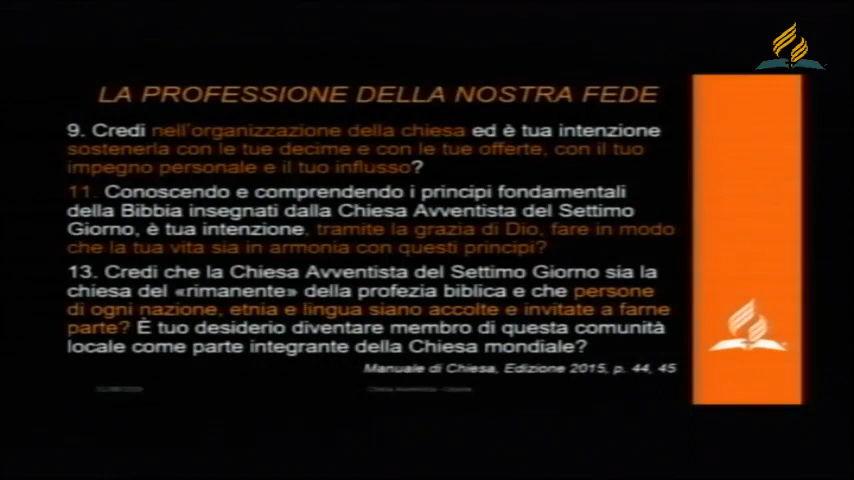 LA PROFESSIONE DELLA NOSTRA FEDE
9. Credi nell'organizzazione della chiesa ed è tua intenzione
sostenerla con le tue decime e con le tue offerte, con il tuo
impegno personale e il tuo influsso?
11. Conoscendo e comprendendo i principi fondamentali
della Bibbia insegnati dalla Chiesa Avventista del Settimo
Giorno, è tua intenzione, tramite la grazia di Dio, fare in modo
che la tua vita sia in armonia con questi principi?
13. Credi che la Chiesa Avventista del Settimo Giorno sia la
chiesa del «rimanente» della profezia biblica e che persone
di ogni nazione, etnia e lingua siano accolte e invitate a farne
parte? È tuo desiderio diventare membro di questa comunità
locale come parte integrante della Chiesa mondiale?
Manuale di Chiesa, Edizione 2015, p. 44, 45